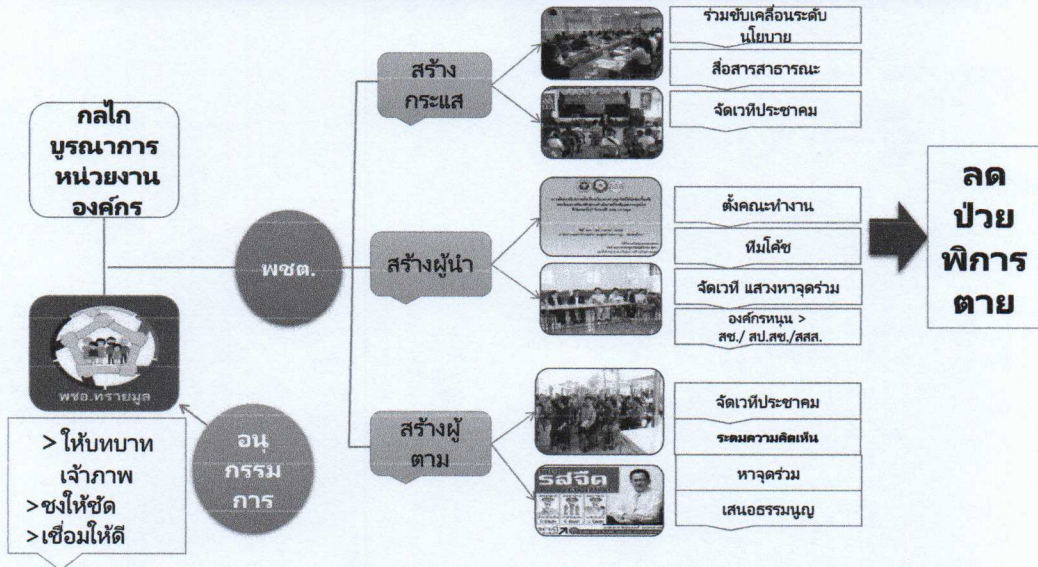 กลไก
บูรณาการ
หน่วยงาน
องค์กร
พชอ.ทรายมูล
> ให้บทบาท
เจ้าภาพ
>ชงให้ชัด
>เชื่อมให้ดี
อนุ
กรรม
การ
พชต.
สร้าง
กระแส
ร่วมขับเคลื่อนระดับ
นโยบาย
สื่อสารสาธารณะ
จัดเวทีประชาคม
สร้างผู้นำ
ตั้งคณะทำงาน
ทีมโค้ช
จัดเวที แสวงหาจุดร่วม
องค์กรหนุน >
สช./ สป.สช./สสส.
สร้างผู้
ตาม
รสจืด
จัดเวทีประชาคม
ระดมความคิดเห็น
หาจุดร่วม
เสนอธรรมนูญ
ลด
ป่วย
พิการ
ตาย